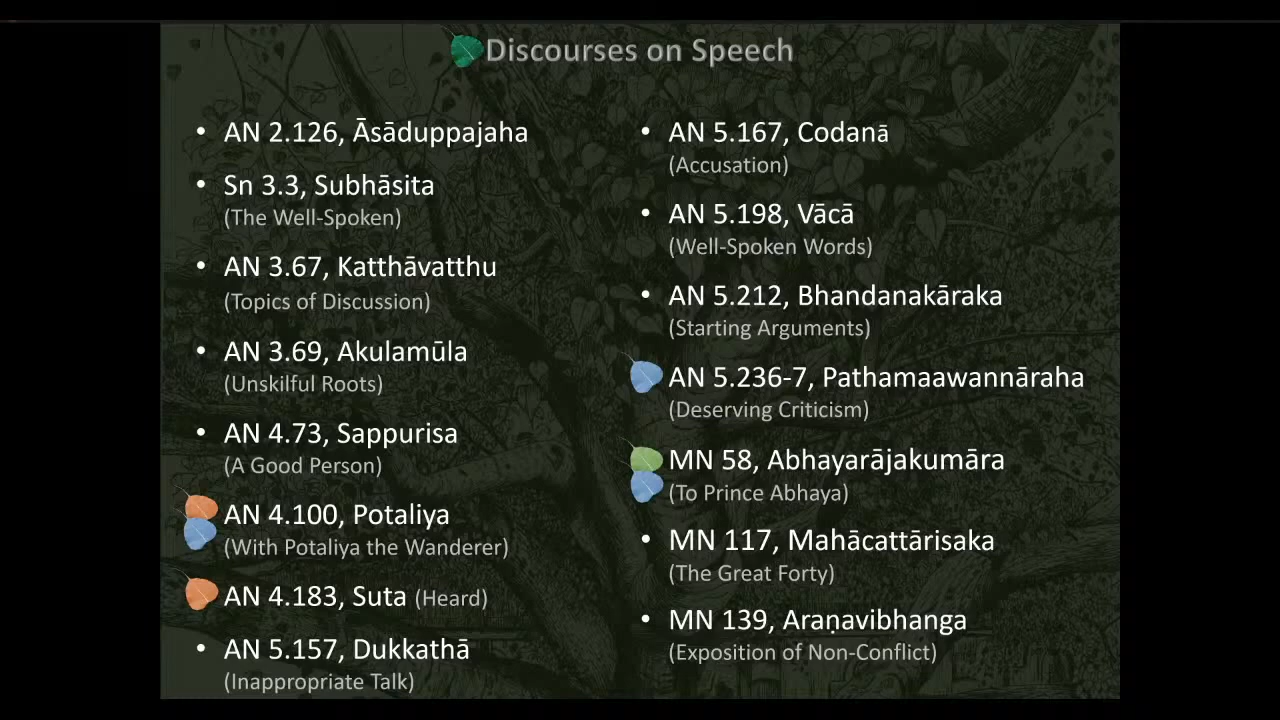 Discourses on Speech
AN 2.126, Āsāduppajaha
Sn 3.3, Subhāsita
(The Well-Spoken)
AN 3.67, Katthāvatthu
(Topics of Discussion)
AN 3.69, Akulamūla
(Unskilful Roots)
AN 4.73, Sappurisa
(A Good Person)
AN 4.100, Potaliya
(With Potaliya the Wanderer)
AN 4.183, Suta (Heard)
AN 5.157, Dukkathā
(Inappropriate Talk)
AN 5.167, Codanā
(Accusation)
AN 5.198, Vācā
(Well-Spoken Words)
AN 5.212, Bhandanakāraka
(Starting Arguments)
AN 5.236-7, Pathamaawannāraha
(Deserving Criticism)
MN 58, Abhayarājakumāra
(To Prince Abhaya)
MN 117, Mahācattārisaka
(The Great Forty)
MN 139, Araṇavibhanga
(Exposition of Non-Conflict)